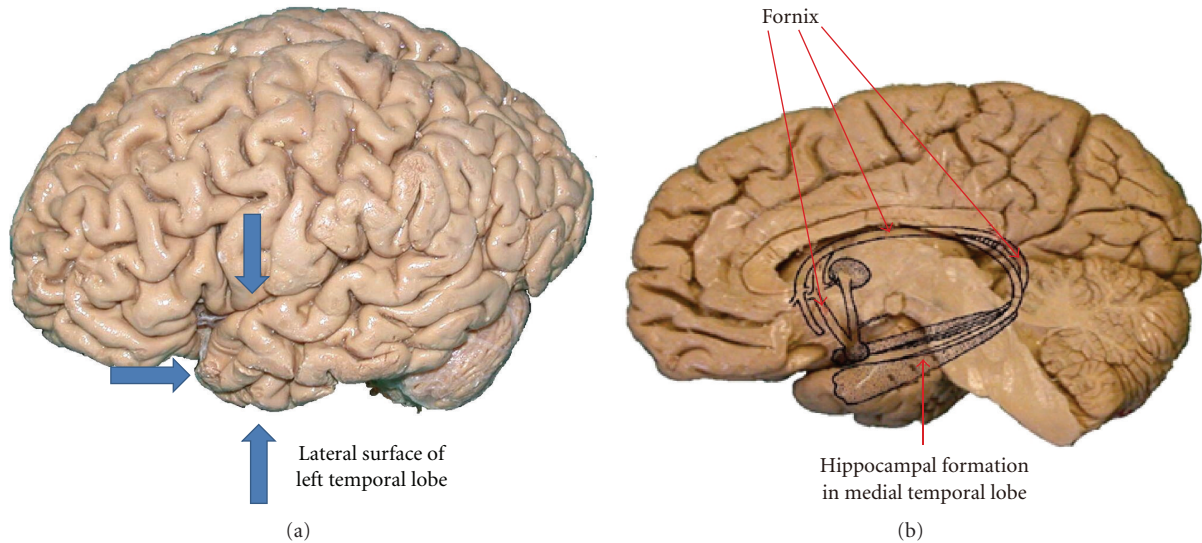 Fornix
Lateral surface of
left temporal lobe
Hippocampal formation
in medial temporal lobe
(a)
(b)